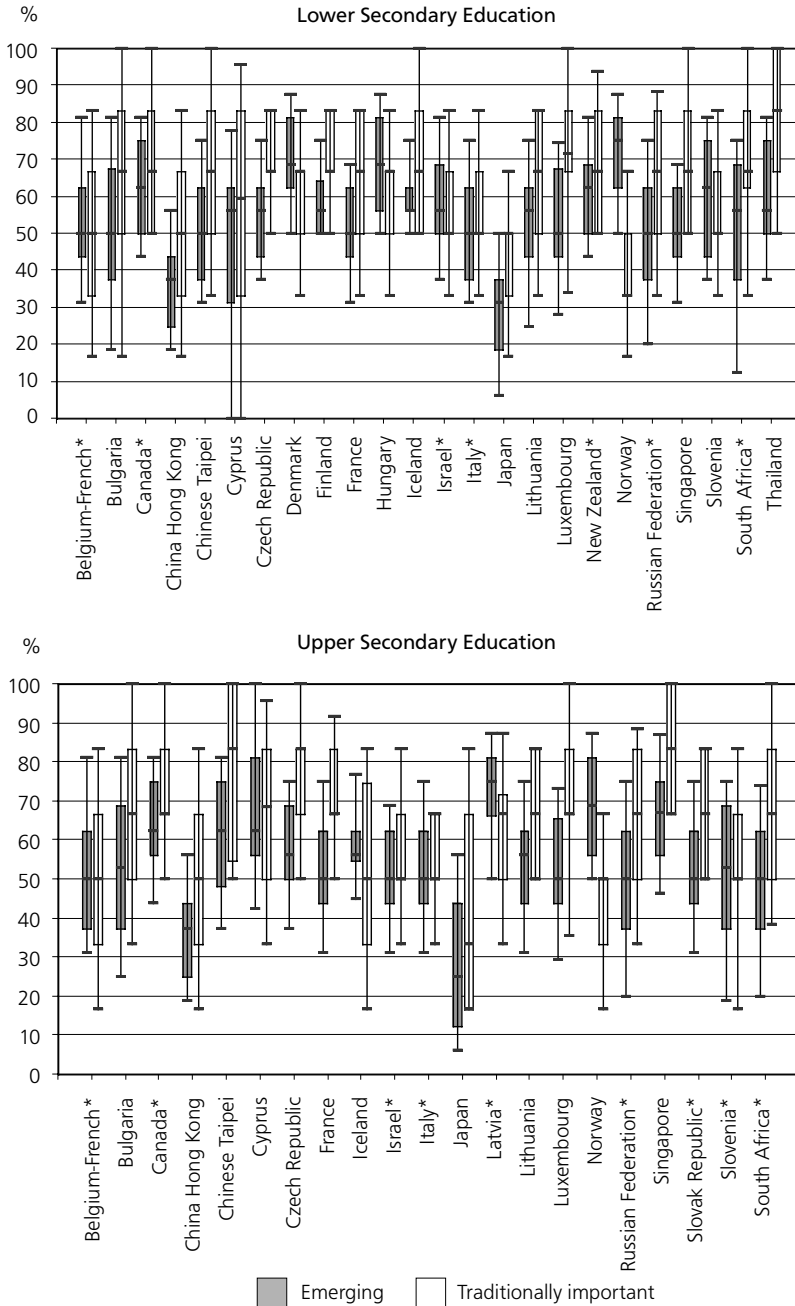 % Lower Secondary Education
100
90
80
70
60
50
40
30
20
10
0
Belgium-French*
Bulgaria
Canada*
China Hong Kong
Chinese Taipei
Cyprus
Czech Republic
Denmark
Finland
France
Hungary
Iceland
Israel*
Italy*
Japan
Lithuania
Luxembourg
New Zealand*
Norway
Russian Federation*
Singapore
Slovenia
South Africa*
Thailand
% Upper Secondary Education
100
90
80
70
60
50
40
30
20
10
0
Belgium-French*
Bulgaria
Canada*
China Hong Kong
Chinese Taipei
Cyprus
Czech Republic
France
Iceland
Israel*
Italy*
Japan
Latvia*
Lithuania
Luxembourg
Norway
Russian Federation*
Singapore
Slovak Republic*
Slovenia*
South Africa*
Emerging Traditionally important